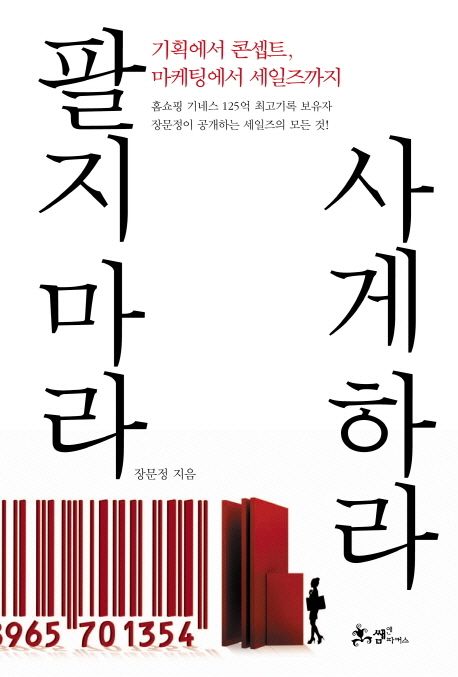 팔지마라
사게하라
기획에서 콘셉트,
마케팅에서 세일즈까지
홈쇼핑 기네스 125억 최고기록 보유자
장문정이 공개하는 세일즈의 모든 것!
장문정 지음
8965 701354
쌤앤파커스